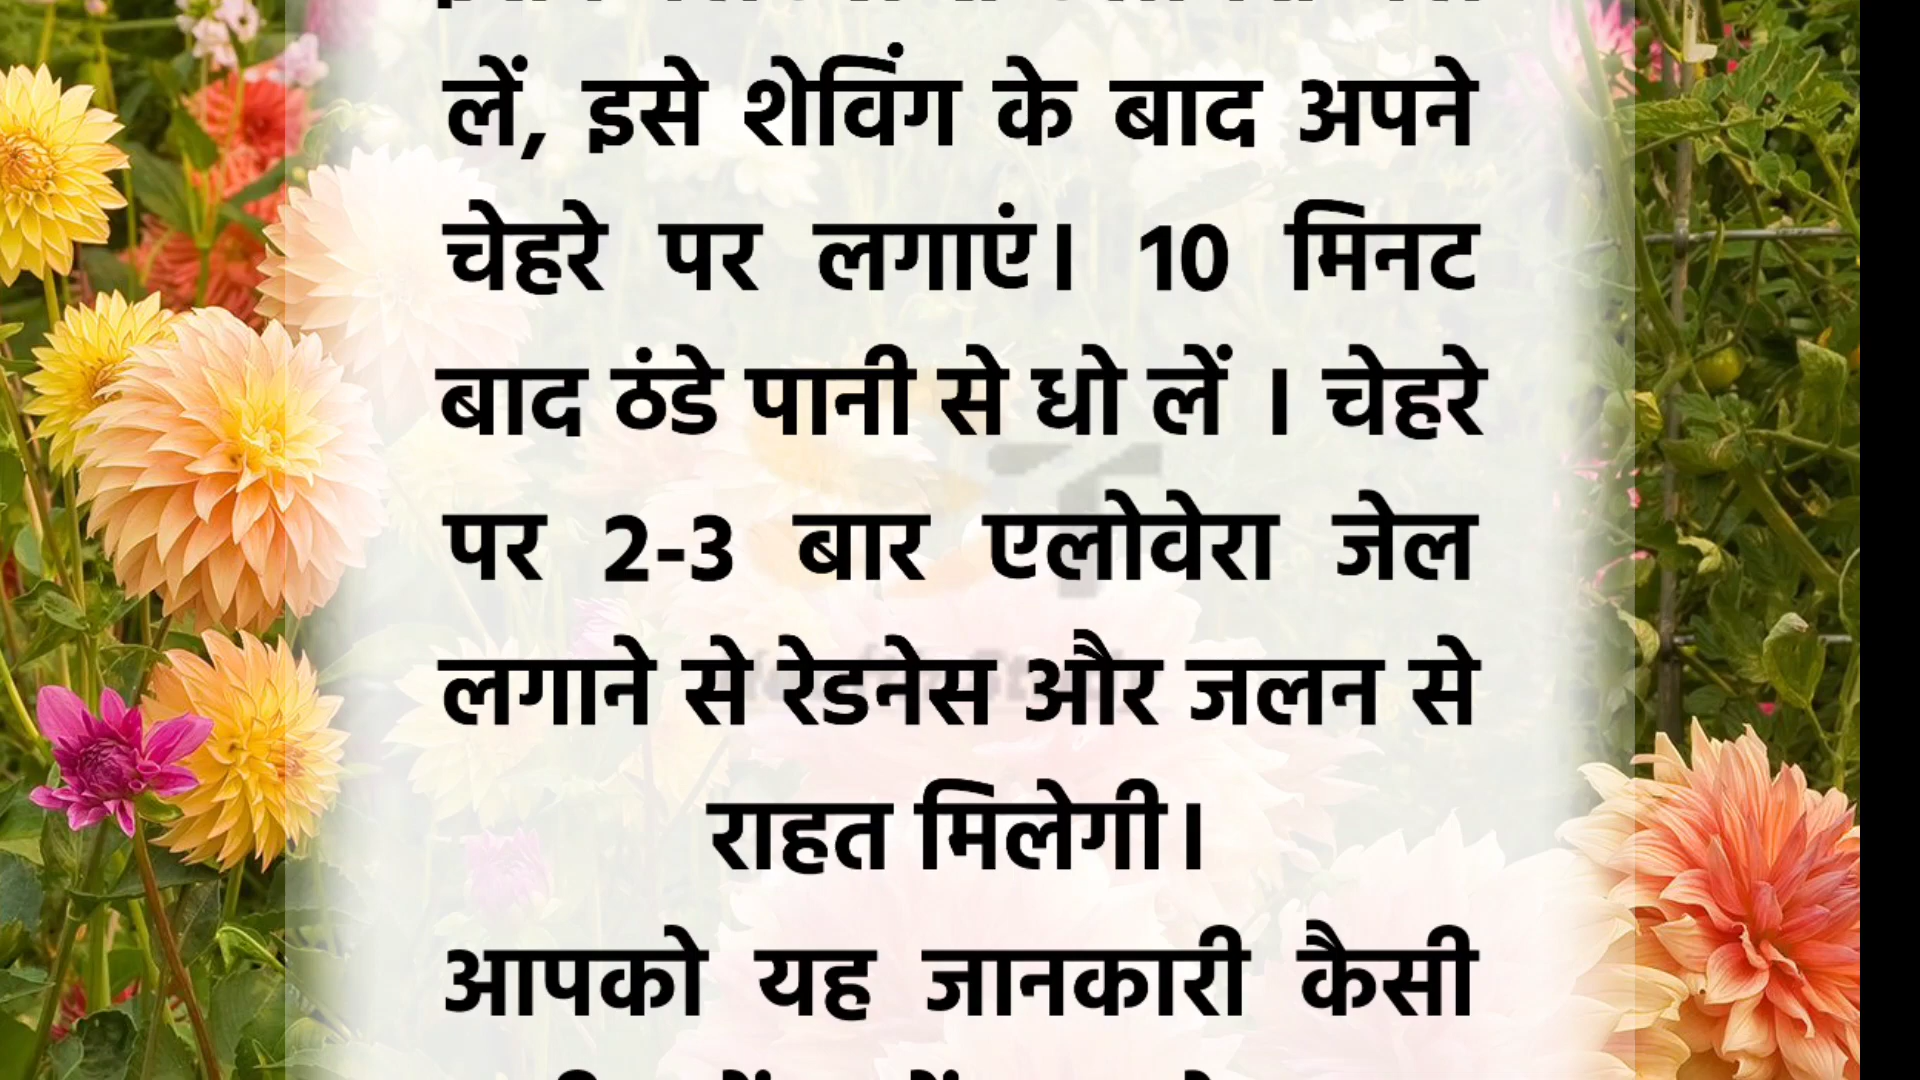 लें, इसे शेविंग के बाद अपने
चेहरे पर लगाएं। 10 मिनट
बाद ठंडे पानी से धो लें । चेहरे
पर 2-3 बार एलोवेरा जेल
लगाने से रेडनेस और जलन से
राहत मिलेगी।
आपको यह जानकारी कैसी